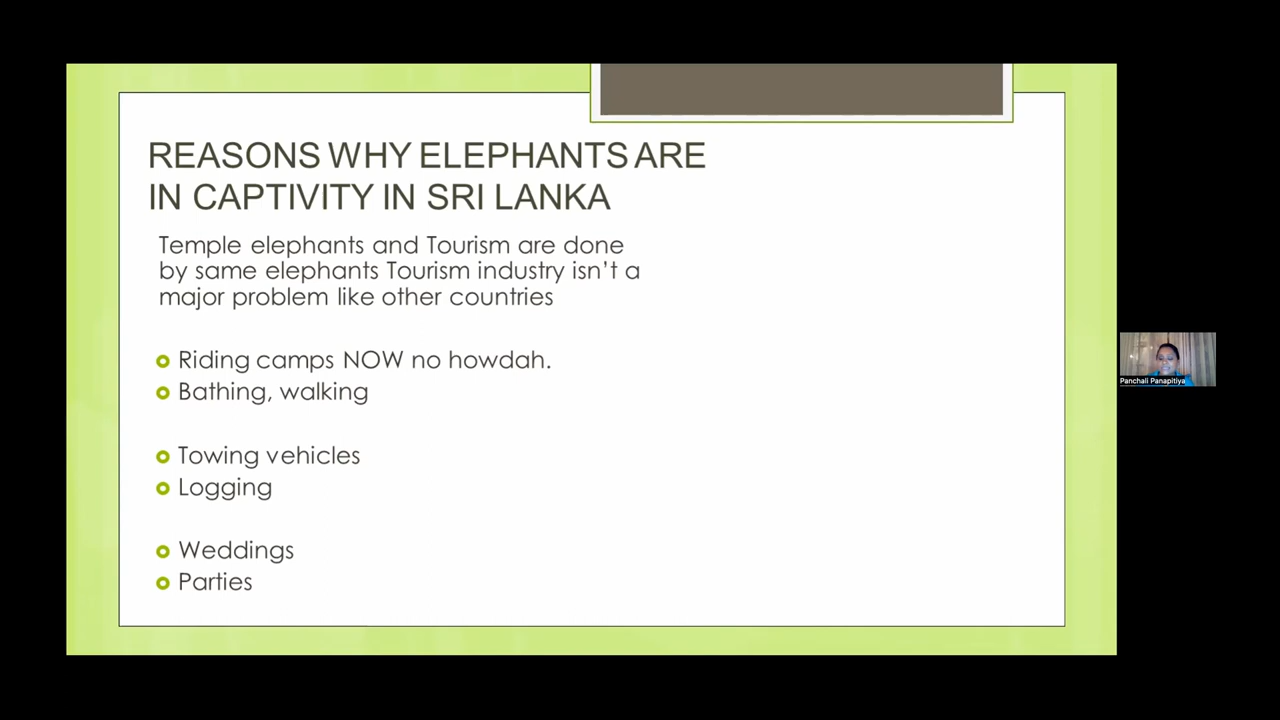 REASONS WHY ELEPHANTS ARE
IN CAPTIVITY IN SRI LANKA
Temple elephants and Tourism are done
by same elephants Tourism industry isn’t a
major problem like other countries
Riding camps NOW no howdah.
Bathing, walking
Towing vehicles
Logging
Weddings
Parties
Panchali Panapitiya